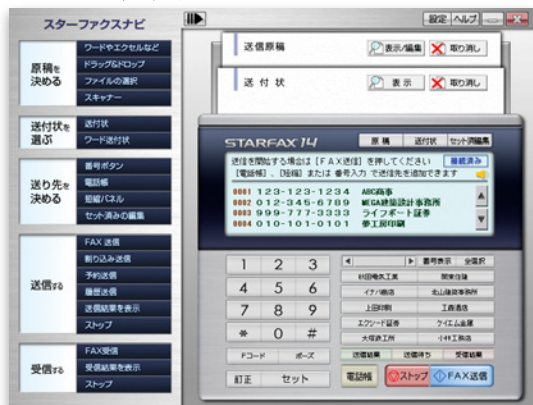 スターファクスナビ
設定 ヘルプ
原稿を
決める
ワードやエクセルなど
ドラッグ&ドロップ
ファイルの選択
スキャナー
送付状を
選ぶ
送付状
ワード送付状
送り先を
決める
番号ボタン
電話帳
短縮パネル
セット済みの編集
送信する
FAX 送信
割り込み送信
予約送信
履歴送信
送信結果を表示
ストップ
受信する
FAX受信
受信結果を表示
ストップ
送信原稿 表示/編集 取り消し
送 付 状 表 示 取り消し
STARFAX 14 原 稿 送付状 セット済編集
送信を開始する場合は［FAX送信］を押してください 接続済み
［電話帳］、［短縮］または 番号入力 で送信先を追加できます
0001 123-123-1234 ABC商事
0002 012-345-6789 MEGA建築設計事務所
0003 999-777-3333 ライフポート証券
0004 010-101-0101 夢工房印刷
1 2 3
4 5 6
7 8 9
* 0 #
Fコード ポーズ
訂正 セット
番号表示 全選択
秋田電気工業 関東住建
イナバ商店 北山建設事務所
上田印刷 工商酒店
エクシード証券 ケイエム倉庫
大塚鉄工所 小林工務店
送信結果 送信待ち 受信結果
電話帳 ストップ FAX送信